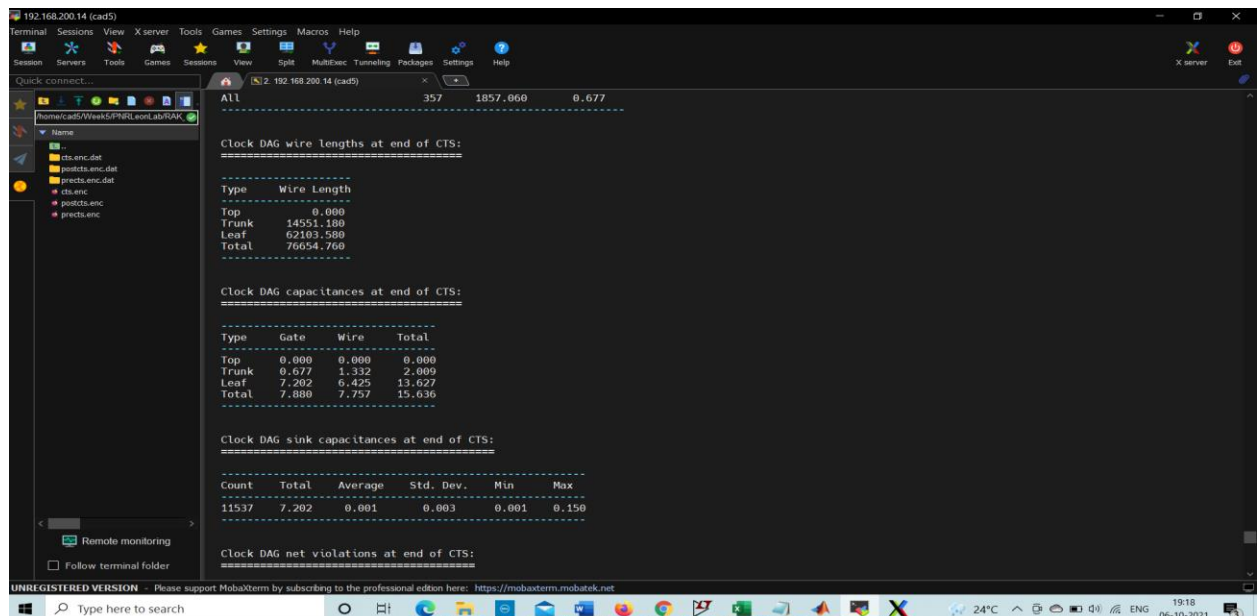 192.168.200.14 (cad5)
Terminal Sessions View X server Tools Games Settings Macros Help
Session Servers Tools Games Sessions View Split MultiExec Tunneling Packages Settings Help X server Exit
Quick connect...
2. 192.168.200.14 (cad5)
/home/cad5/Week5/PNRLeonLab/RAK_
Name
..
cts.enc.dat
postcts.enc.dat
prects.enc.dat
cts.enc
postcts.enc
prects.enc
All 357 1857.060 0.677
Clock DAG wire lengths at end of CTS:
=====================================
--------------------
Type Wire Length
--------------------
Top 0.000
Trunk 14551.180
Leaf 62103.580
Total 76654.760
--------------------
Clock DAG capacitances at end of CTS:
=====================================
--------------------------------
Type Gate Wire Total
--------------------------------
Top 0.000 0.000 0.000
Trunk 0.677 1.332 2.009
Leaf 7.202 6.425 13.627
Total 7.880 7.757 15.636
--------------------------------
Clock DAG sink capacitances at end of CTS:
==========================================
--------------------------------------------------------
Count Total Average Std. Dev. Min Max
--------------------------------------------------------
11537 7.202 0.001 0.003 0.001 0.150
--------------------------------------------------------
Clock DAG net violations at end of CTS:
=======================================
Remote monitoring
Follow terminal folder
UNREGISTERED VERSION - Please support MobaXterm by subscribing to the professional edition here: https://mobaxterm.mobatek.net
Type here to search
24°C ENG 19:18
06-10-2021